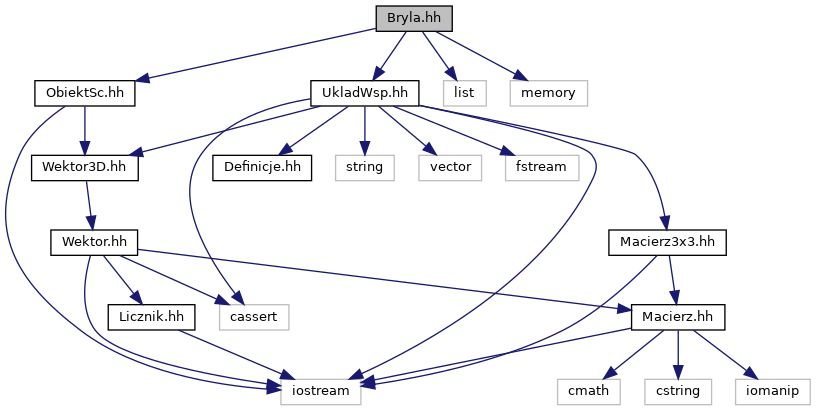 Bryla.hh
ObiektSc.hh
UkladWsp.hh
list
memory
Wektor3D.hh
Definicje.hh
string
vector
fstream
Wektor.hh
Macierz3x3.hh
Licznik.hh
cassert
Macierz.hh
iostream
cmath
cstring
iomanip